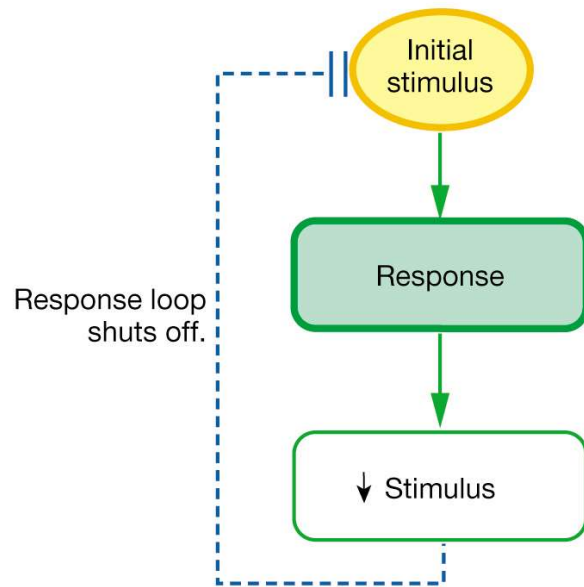 Initial
stimulus
Response
Response loop
shuts off.
↓ Stimulus